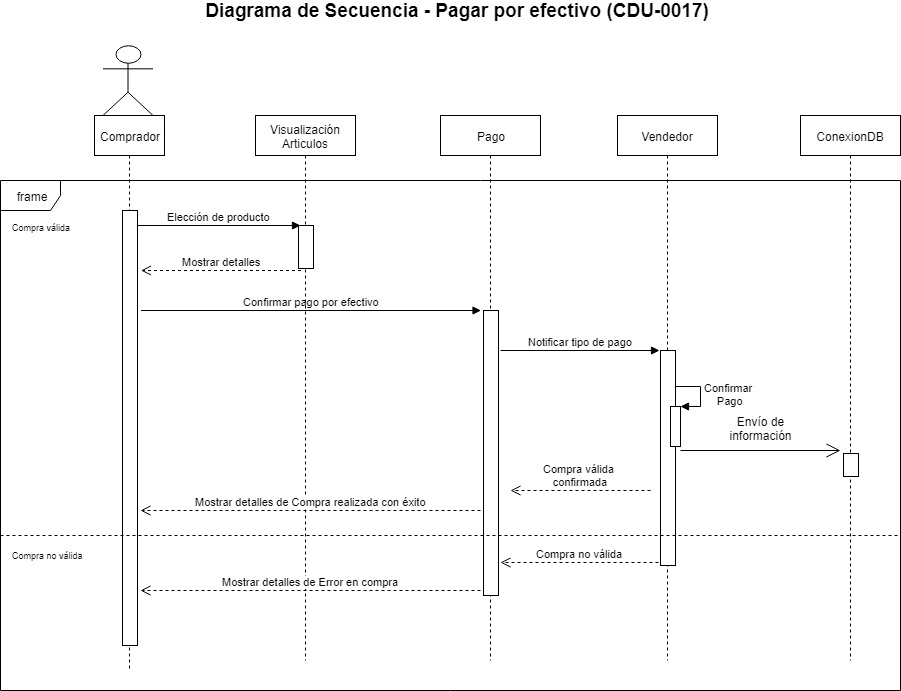 Diagrama de Secuencia - Pagar por efectivo (CDU-0017)
Comprador
Visualización
Articulos
Pago
Vendedor
ConexionDB
frame
Compra válida
Elección de producto
Mostrar detalles
Confirmar pago por efectivo
Notificar tipo de pago
Confirmar
Pago
Envío de
información
Compra válida
confirmada
Mostrar detalles de Compra realizada con éxito
Compra no válida
Compra no válida
Mostrar detalles de Error en compra